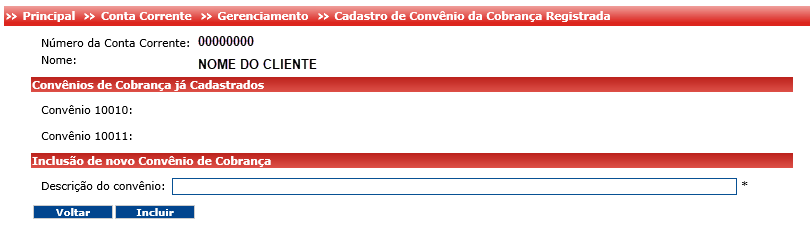 >> Principal >> Conta Corrente >> Gerenciamento >> Cadastro de Convênio da Cobrança Registrada
Número da Conta Corrente: 00000000
Nome: NOME DO CLIENTE
Convênios de Cobrança já Cadastrados
Convênio 10010:
Convênio 10011:
Inclusão de novo Convênio de Cobrança
Descrição do convênio: *
Voltar Incluir